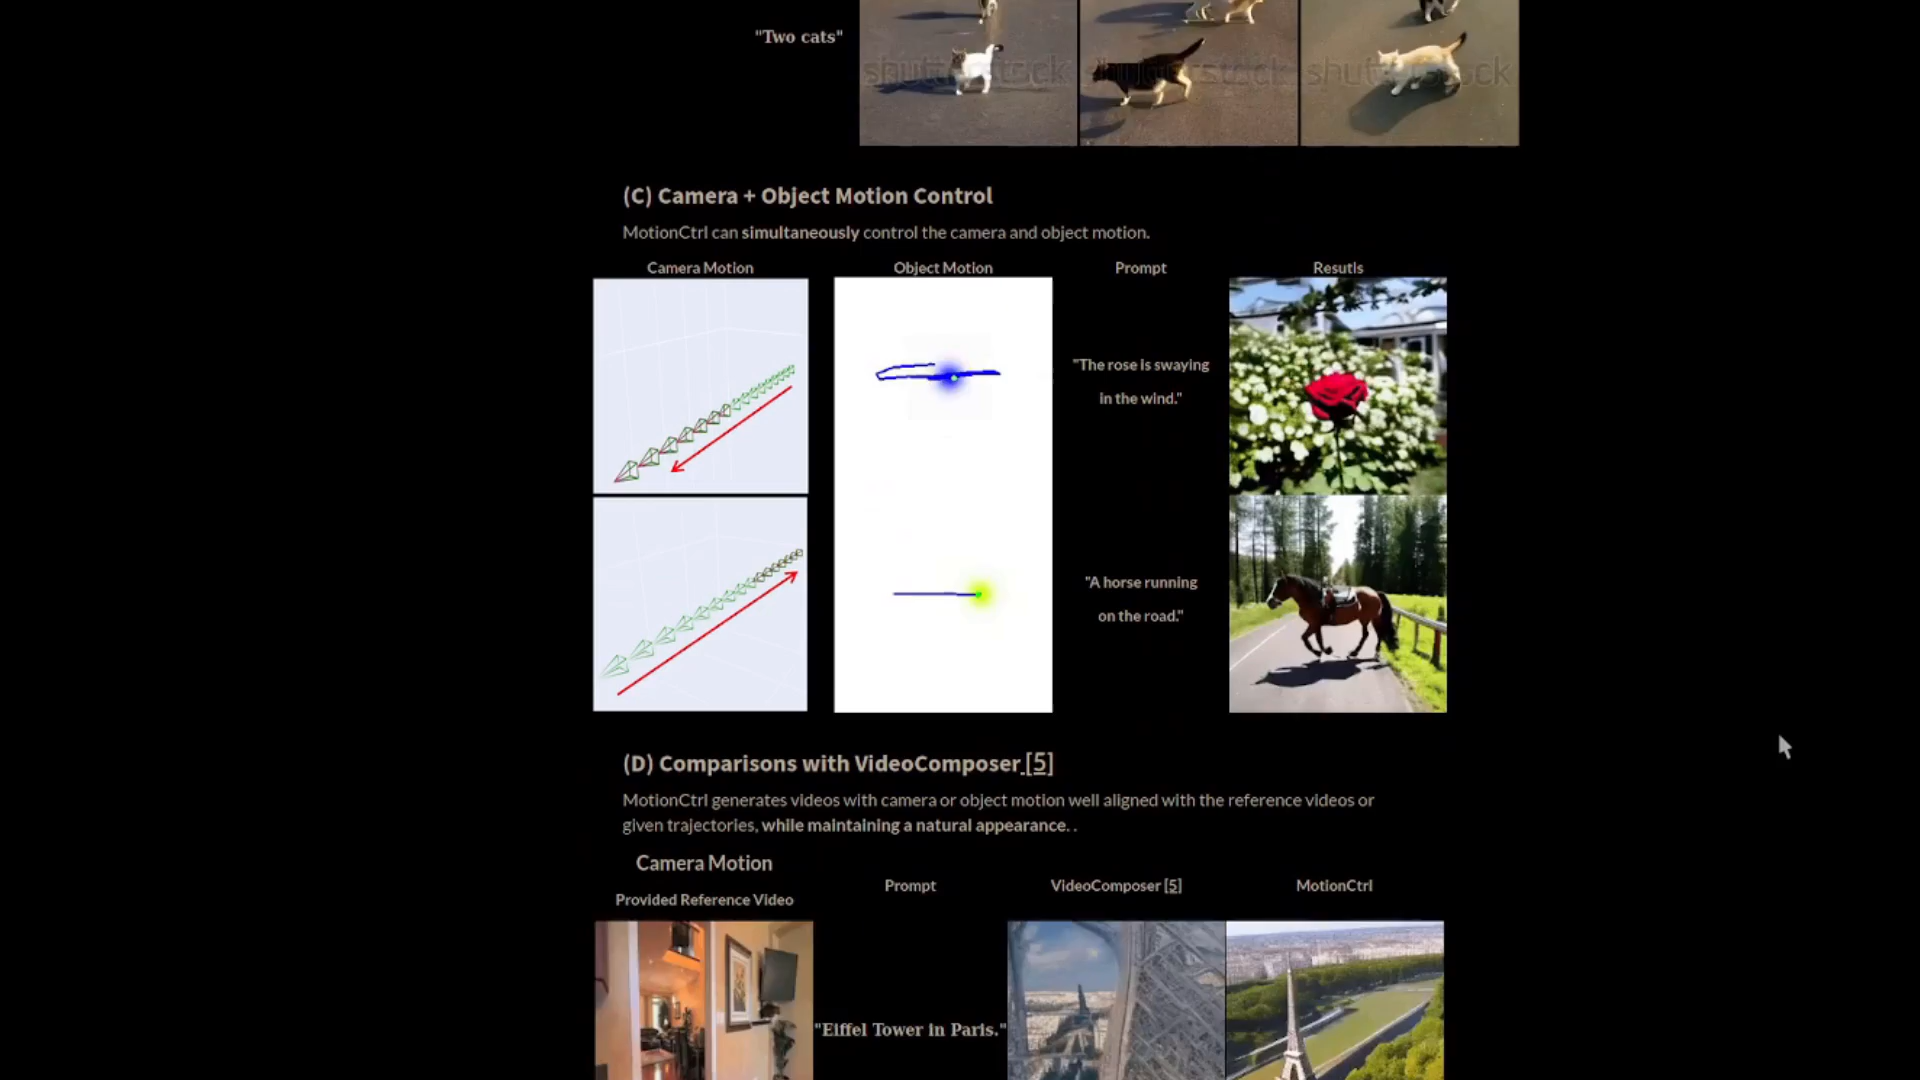 "Two cats"
shutterstock shutterstock shutterstock
(C) Camera + Object Motion Control
MotionCtrl can simultaneously control the camera and object motion.
Camera Motion Object Motion Prompt Resutls
"The rose is swaying
in the wind."
"A horse running
on the road."
(D) Comparisons with VideoComposer [5]
MotionCtrl generates videos with camera or object motion well aligned with the reference videos or
given trajectories, while maintaining a natural appearance. .
Camera Motion
Provided Reference Video Prompt VideoComposer [5] MotionCtrl
"Eiffel Tower in Paris."